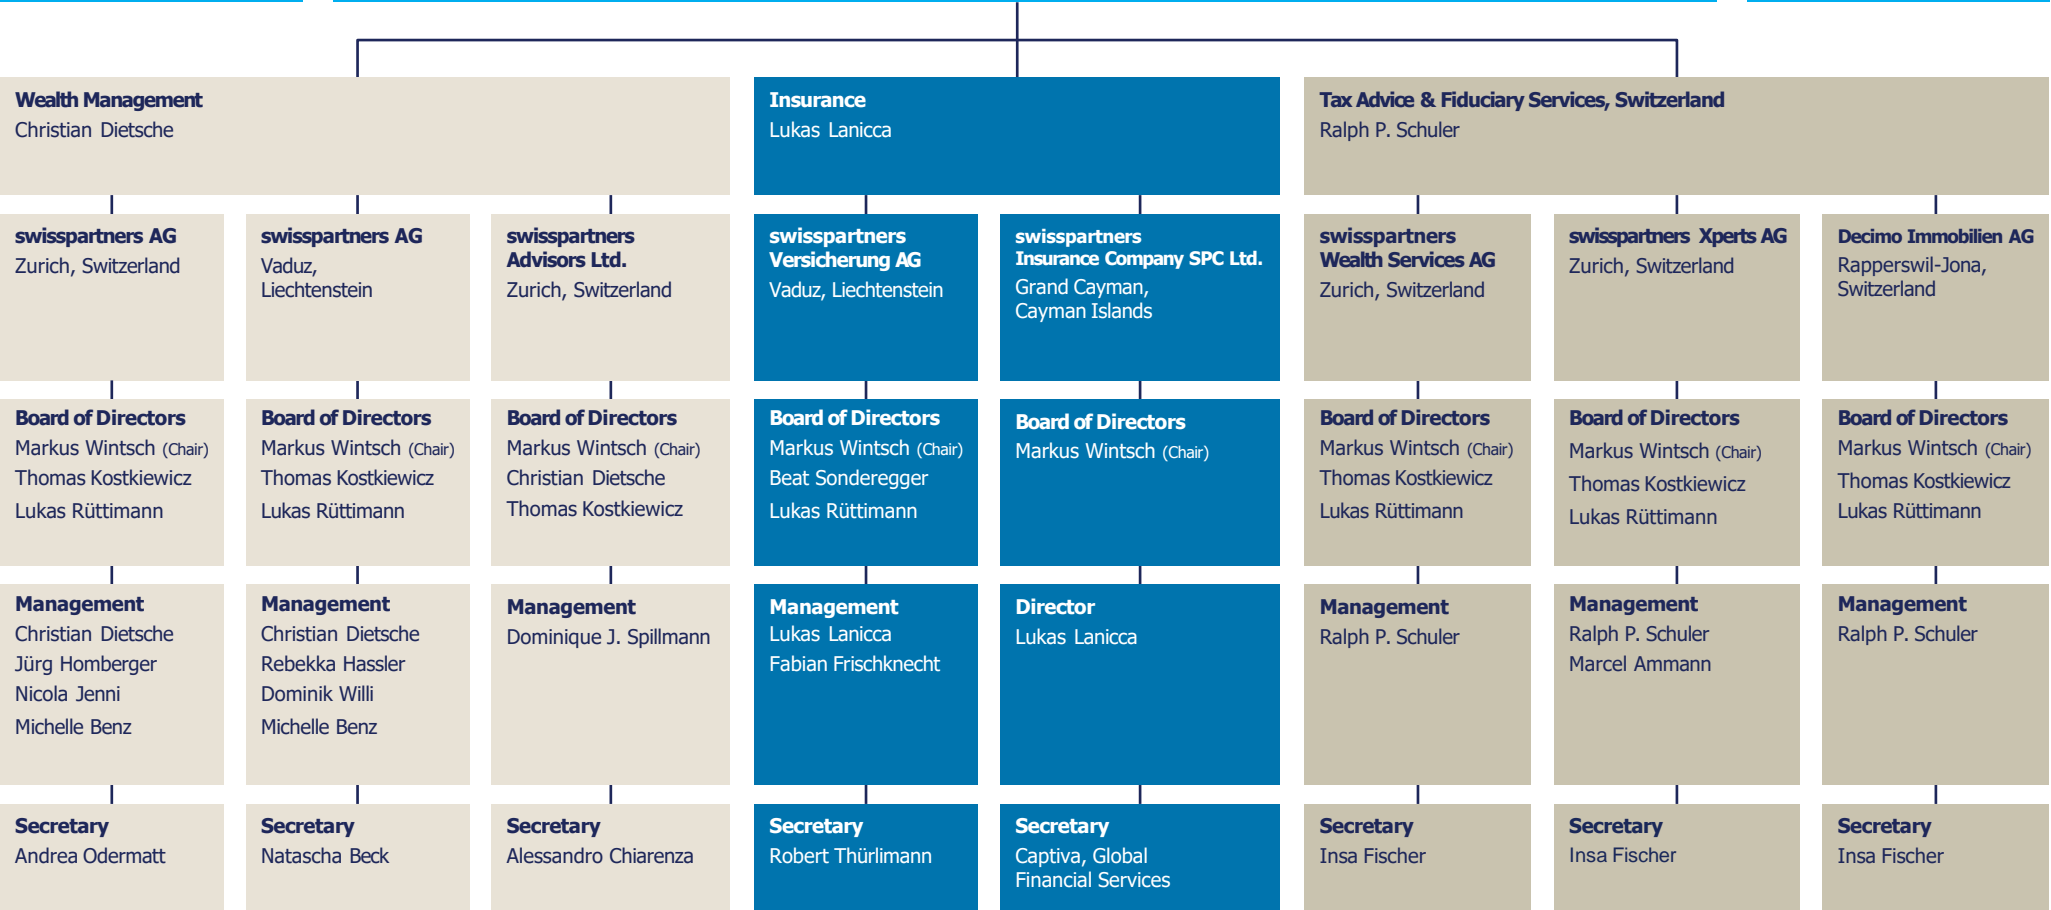 Wealth Management
Christian Dietsche
Insurance
Lukas Lanicca
Tax Advice & Fiduciary Services, Switzerland
Ralph P. Schuler
swisspartners AG
Zurich, Switzerland
swisspartners AG
Vaduz,
Liechtenstein
swisspartners
Advisors Ltd.
Zurich, Switzerland
swisspartners
Versicherung AG
Vaduz, Liechtenstein
swisspartners
Insurance Company SPC Ltd.
Grand Cayman,
Cayman Islands
swisspartners
Wealth Services AG
Zurich, Switzerland
swisspartners Xperts AG
Zurich, Switzerland
Decimo Immobilien AG
Rapperswil-Jona,
Switzerland
Board of Directors
Markus Wintsch (Chair)
Thomas Kostkiewicz
Lukas Rüttimann
Board of Directors
Markus Wintsch (Chair)
Thomas Kostkiewicz
Lukas Rüttimann
Board of Directors
Markus Wintsch (Chair)
Christian Dietsche
Thomas Kostkiewicz
Board of Directors
Markus Wintsch (Chair)
Beat Sonderegger
Lukas Rüttimann
Board of Directors
Markus Wintsch (Chair)
Board of Directors
Markus Wintsch (Chair)
Thomas Kostkiewicz
Lukas Rüttimann
Board of Directors
Markus Wintsch (Chair)
Thomas Kostkiewicz
Lukas Rüttimann
Board of Directors
Markus Wintsch (Chair)
Thomas Kostkiewicz
Lukas Rüttimann
Management
Christian Dietsche
Jürg Homberger
Nicola Jenni
Michelle Benz
Management
Christian Dietsche
Rebekka Hassler
Dominik Willi
Michelle Benz
Management
Dominique J. Spillmann
Management
Lukas Lanicca
Fabian Frischknecht
Director
Lukas Lanicca
Management
Ralph P. Schuler
Management
Ralph P. Schuler
Marcel Ammann
Management
Ralph P. Schuler
Secretary
Andrea Odermatt
Secretary
Natascha Beck
Secretary
Alessandro Chiarenza
Secretary
Robert Thürlimann
Secretary
Captiva, Global
Financial Services
Secretary
Insa Fischer
Secretary
Insa Fischer
Secretary
Insa Fischer